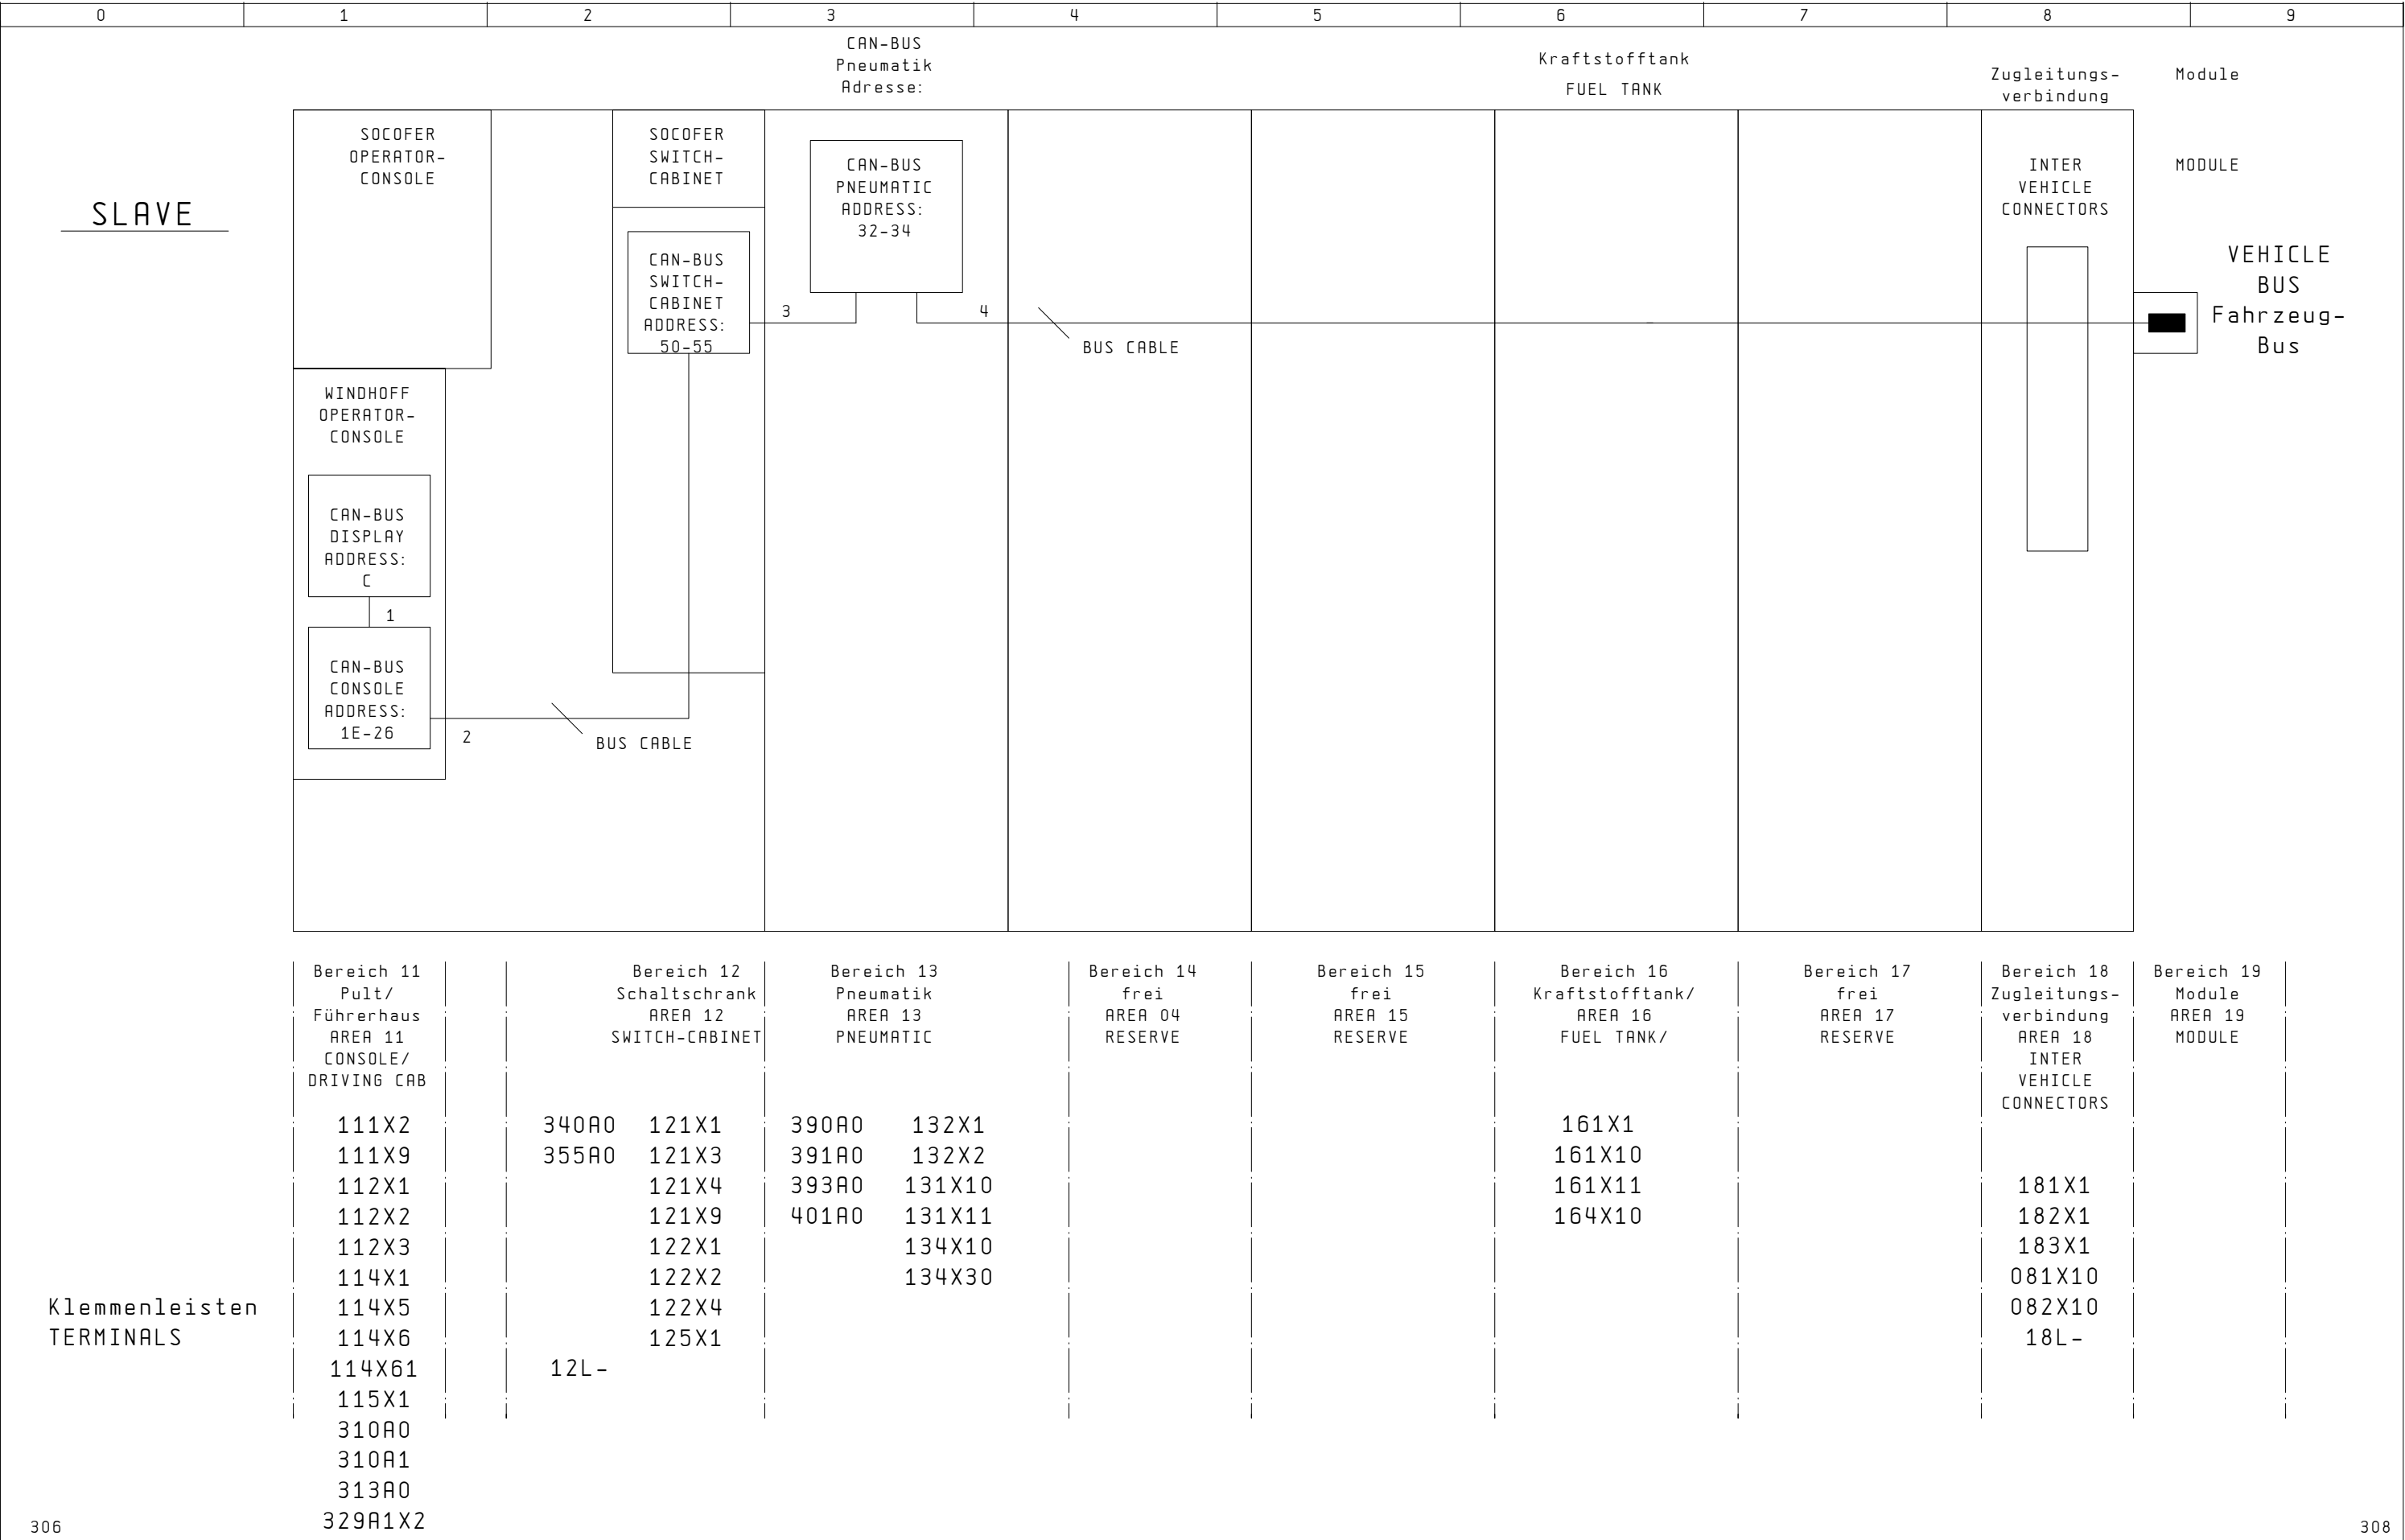 0 1 2 3 4 5 6 7 8 9
CAN-BUS
Pneumatik
Adresse:
Kraftstofftank
FUEL TANK
Zugleitungs-
verbindung
Module
SLAVE
SOCOFER
OPERATOR-
CONSOLE
SOCOFER
SWITCH-
CABINET
CAN-BUS
SWITCH-
CABINET
ADDRESS:
50-55
CAN-BUS
PNEUMATIC
ADDRESS:
32-34
3
4
BUS CABLE
INTER
VEHICLE
CONNECTORS
MODULE
VEHICLE
BUS
Fahrzeug-
Bus
WINDHOFF
OPERATOR-
CONSOLE
CAN-BUS
DISPLAY
ADDRESS:
C
1
CAN-BUS
CONSOLE
ADDRESS:
1E-26
2
BUS CABLE
Bereich 11
Pult/
Führerhaus
AREA 11
CONSOLE/
DRIVING CAB
Bereich 12
Schaltschrank
AREA 12
SWITCH-CABINET
Bereich 13
Pneumatik
AREA 13
PNEUMATIC
Bereich 14
frei
AREA 04
RESERVE
Bereich 15
frei
AREA 15
RESERVE
Bereich 16
Kraftstofftank/
AREA 16
FUEL TANK/
Bereich 17
frei
AREA 17
RESERVE
Bereich 18
Zugleitungs-
verbindung
AREA 18
INTER
VEHICLE
CONNECTORS
Bereich 19
Module
AREA 19
MODULE
Klemmenleisten
TERMINALS
111X2
111X9
112X1
112X2
112X3
114X1
114X5
114X6
114X61
115X1
310A0
310A1
313A0
329A1X2
340A0
355A0
12L-
121X1
121X3
121X4
121X9
122X1
122X2
122X4
125X1
390A0
391A0
393A0
401A0
132X1
132X2
131X10
131X11
134X10
134X30
161X1
161X10
161X11
164X10
181X1
182X1
183X1
081X10
082X10
18L-
306
308